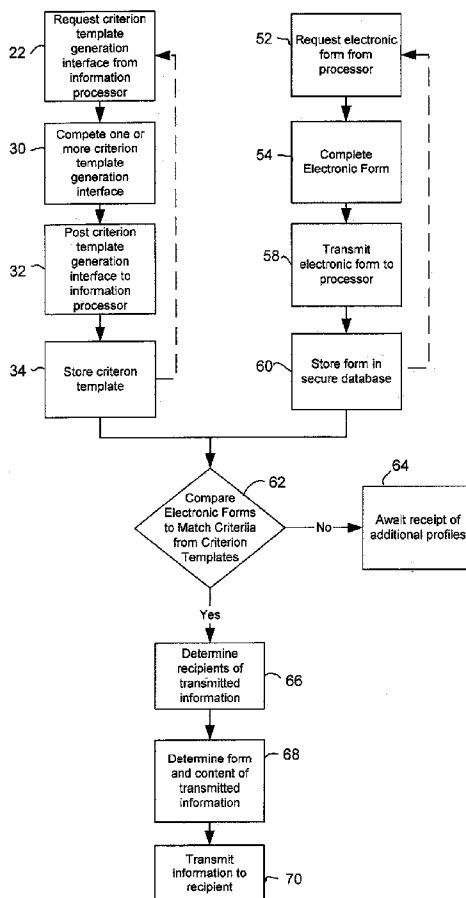 22
Request criterion
template
generation
interface from
information
processor
30
Compete one or
more criterion
template
generation
interface
32
Post criterion
template
generation
interface to
information
processor
34
Store criteron
template
52
Request electronic
form from
processor
54
Complete
Electronic Form
58
Transmit
electronic form to
processor
60
Store form in
secure database
62
Compare
Electronic Forms
to Match Criteriia
from Criterion
Templates
No
64
Await receipt of
additional profiles
Yes
Determine
recipients of
transmitted
information
66
Determine form
and content of
transmitted
information
68
Transmit
information to
recipient
70